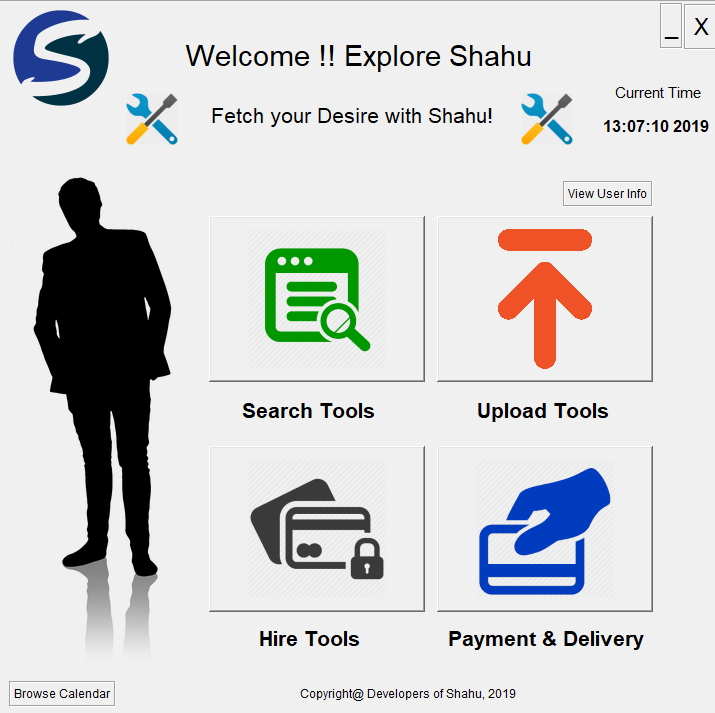 _ X
Welcome !! Explore Shahu
Current Time
Fetch your Desire with Shahu!
13:07:10 2019
View User Info
Search Tools
Upload Tools
Hire Tools
Payment & Delivery
Browse Calendar
Copyright@ Developers of Shahu, 2019